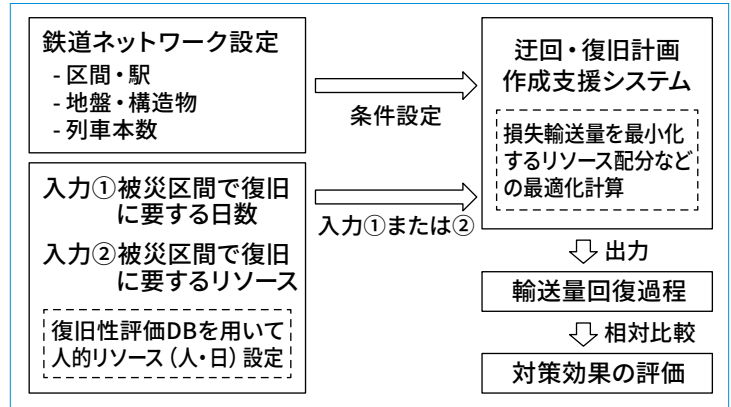 鉄道ネットワーク設定
- 区間・駅
- 地盤・構造物
- 列車本数
条件設定
迂回・復旧計画
作成支援システム
損失輸送量を最小化
するリソース配分など
の最適化計算
入力①被災区間で復旧
に要する日数
入力②被災区間で復旧
に要するリソース
復旧性評価DBを用いて
人的リソース（人・日）設定
入力①または②
出力
輸送量回復過程
相対比較
対策効果の評価